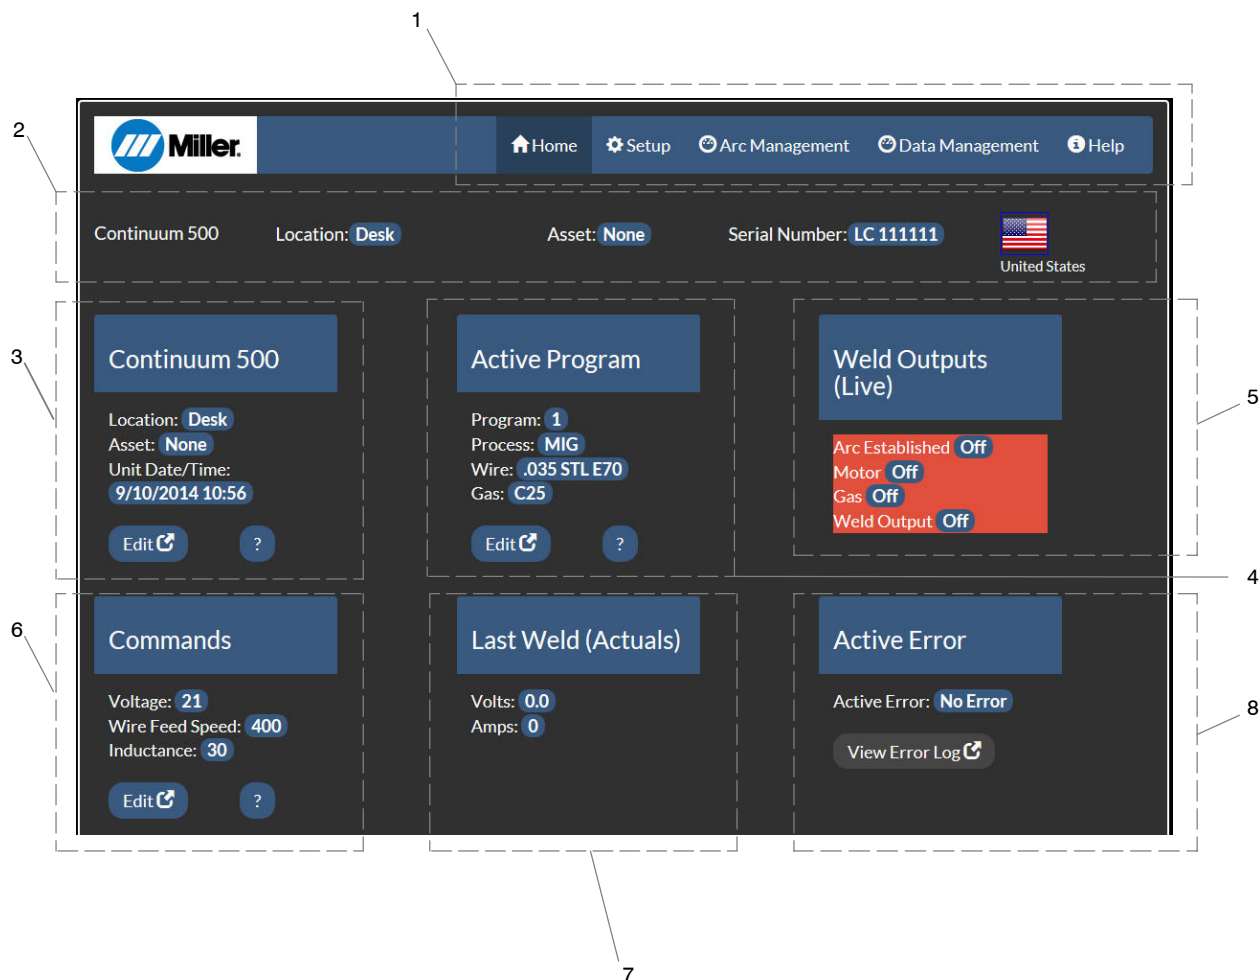 1
Miller.
Home Setup Arc Management Data Management Help
2
Continuum 500 Location: Desk Asset: None Serial Number: LC 111111
United States
3
Continuum 500
Location: Desk
Asset: None
Unit Date/Time:
9/10/2014 10:56
Edit ?
Active Program
Program: 1
Process: MIG
Wire: .035 STL E70
Gas: C25
Edit ?
4
Weld Outputs
(Live)
Arc Established Off
Motor Off
Gas Off
Weld Output Off
5
6
Commands
Voltage: 21
Wire Feed Speed: 400
Inductance: 30
Edit ?
Last Weld (Actuals)
Volts: 0.0
Amps: 0
7
Active Error
Active Error: No Error
View Error Log
8